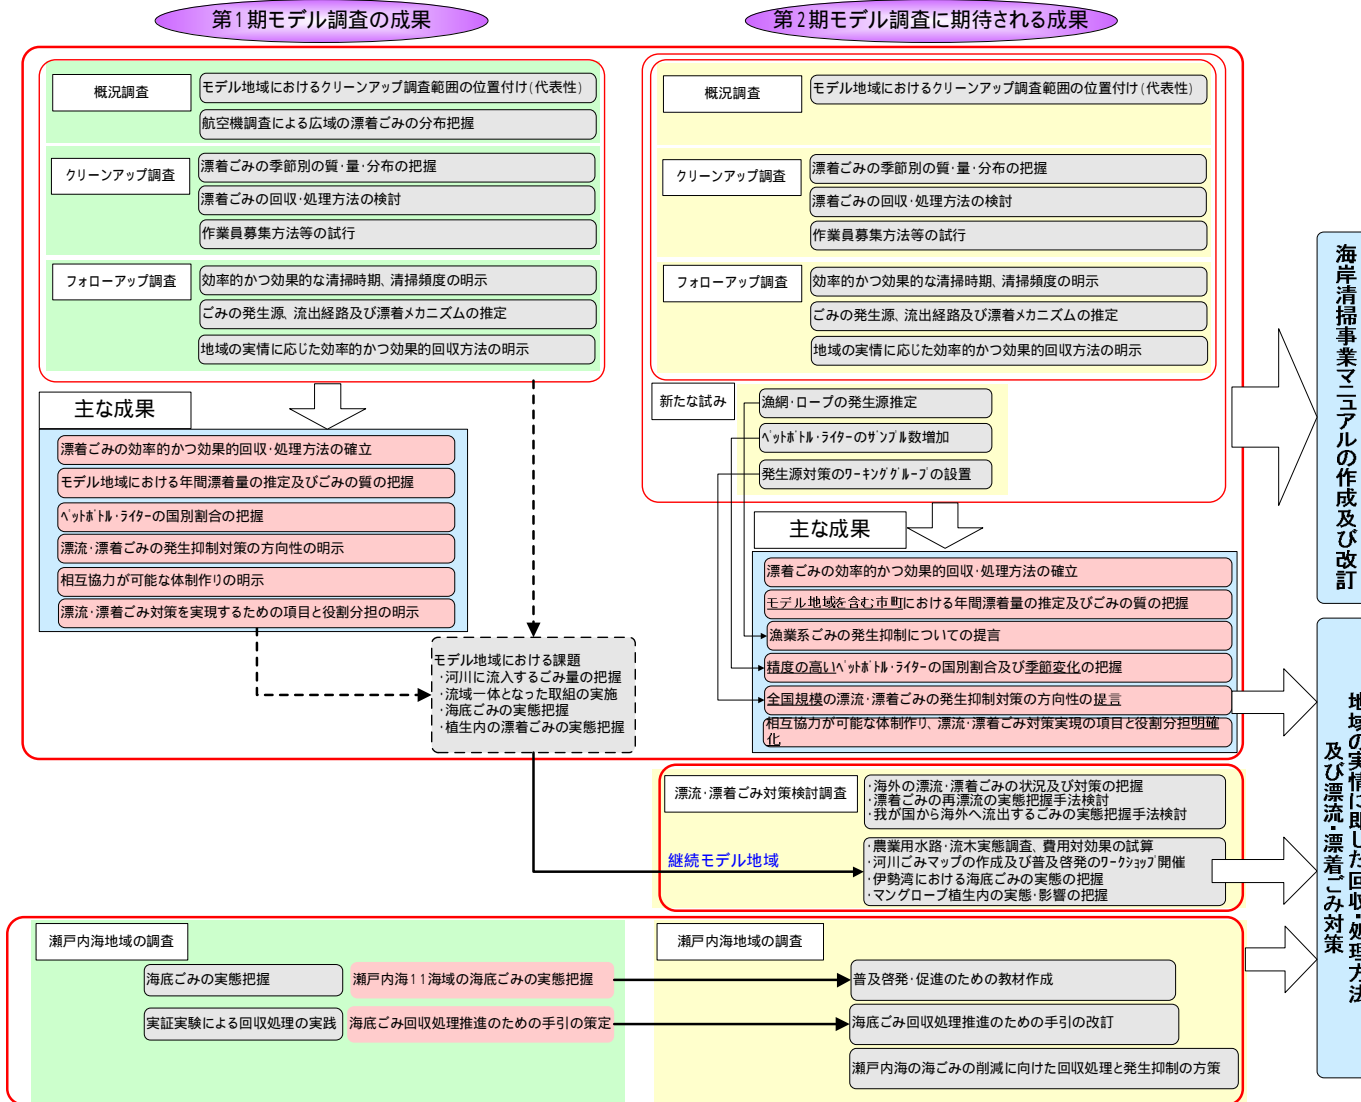 第1期モデル調査の成果
概況調査
モデル地域におけるクリーンアップ調査範囲の位置付け(代表性)
航空機調査による広域の漂着ごみの分布把握
クリーンアップ調査
漂着ごみの季節別の質・量・分布の把握
漂着ごみの回収・処理方法の検討
作業員募集方法等の試行
フォローアップ調査
効率的かつ効果的な清掃時期、清掃頻度の明示
ごみの発生源、流出経路及び漂着メカニズムの推定
地域の実情に応じた効率的かつ効果的回収方法の明示
主な成果
漂着ごみの効率的かつ効果的回収・処理方法の確立
モデル地域における年間漂着量の推定及びごみの質の把握
ペットボトル・ライターの国別割合の把握
漂流・漂着ごみの発生抑制対策の方向性の明示
相互協力が可能な体制作りの明示
漂流・漂着ごみ対策を実現するための項目と役割分担の明示
モデル地域における課題
・河川に流入するごみ量の把握
・流域一体となった取組の実施
・海底ごみの実態把握
・植生内の漂着ごみの実態把握
第2期モデル調査に期待される成果
概況調査
モデル地域におけるクリーンアップ調査範囲の位置付け(代表性)
クリーンアップ調査
漂着ごみの季節別の質・量・分布の把握
漂着ごみの回収・処理方法の検討
作業員募集方法等の試行
フォローアップ調査
効率的かつ効果的な清掃時期、清掃頻度の明示
ごみの発生源、流出経路及び漂着メカニズムの推定
地域の実情に応じた効率的かつ効果的回収方法の明示
新たな試み
漁網・ロープの発生源推定
ペットボトル・ライターのサンプル数増加
発生源対策のワーキンググループの設置
主な成果
漂着ごみの効率的かつ効果的回収・処理方法の確立
モデル地域を含む市町における年間漂着量の推定及びごみの質の把握
漁業系ごみの発生抑制についての提言
精度の高いペットボトル・ライターの国別割合及び季節変化の把握
全国規模の漂流・漂着ごみの発生抑制対策の方向性の提言
相互協力が可能な体制作り、漂流・漂着ごみ対策実現の項目と役割分担明確
化
漂流・漂着ごみ対策検討調査
・海外の漂流・漂着ごみの状況及び対策の把握
・漂着ごみの再漂流の実態把握手法検討
・我が国から海外へ流出するごみの実態把握手法検討
継続モデル地域
・農業用水路・流木実態調査、費用対効果の試算
・河川ごみマップの作成及び普及啓発のワークショップ開催
・伊勢湾における海底ごみの実態の把握
・マングローブ植生内の実態・影響の把握
瀬戸内海地域の調査
海底ごみの実態把握
瀬戸内海11海域の海底ごみの実態把握
実証実験による回収処理の実践
海底ごみ回収処理推進のための手引の策定
瀬戸内海地域の調査
普及啓発・促進のための教材作成
海底ごみ回収処理推進のための手引の改訂
瀬戸内海の海ごみの削減に向けた回収処理と発生抑制の方策
海岸清掃事業マニュアルの作成及び改訂
地域の実情に即した回収・処理方法
及び漂流・漂着ごみ対策